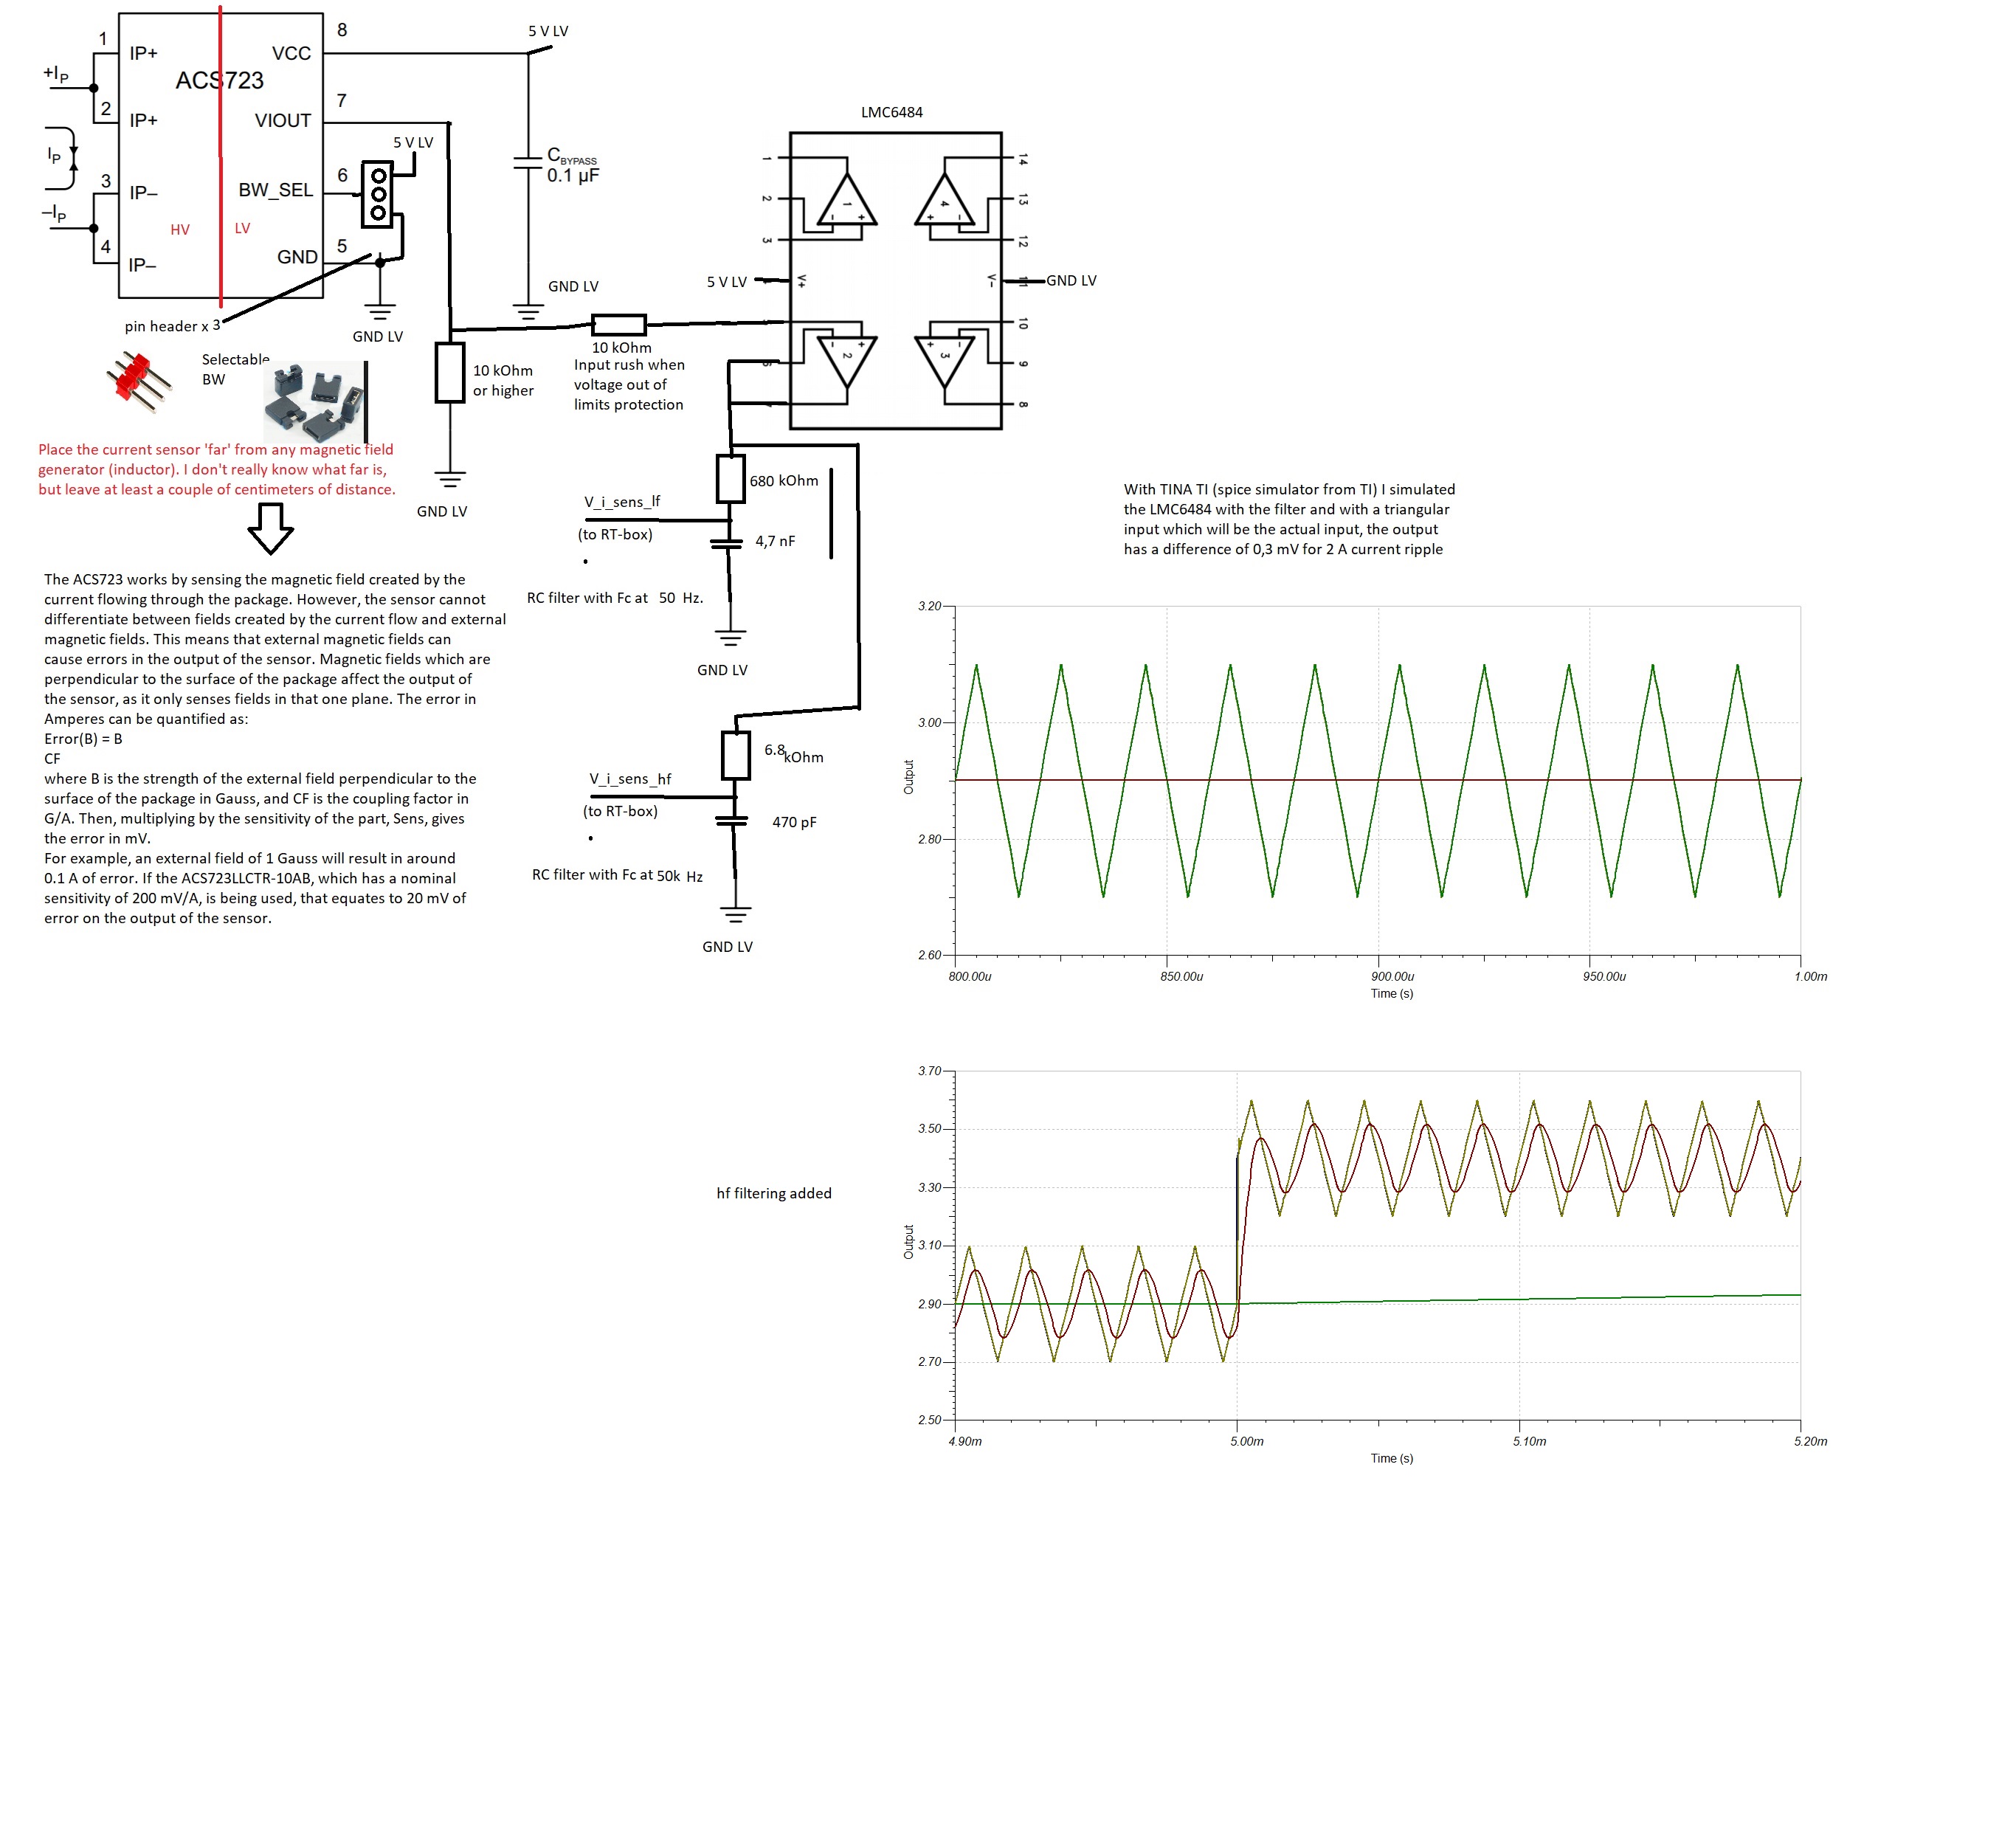 1
IP+
+IP
2
IP+
IP
3
IP–
–IP
4
IP–
ACS723
HV
LV
VCC
8
VIOUT
7
BW_SEL
6
GND
5
5 V LV
5 V LV
CBYPASS
0.1 µF
GND LV
GND LV
pin header x 3
Selectable
BW
10 kOhm
or higher
GND LV
10 kOhm
Input rush when
voltage out of
limits protection
LMC6484
1
2
3
5 V LV
V+
6
7
14
13
12
V-
11
GND LV
10
9
8
1
4
2
3
Place the current sensor 'far' from any magnetic field
generator (inductor). I don't really know what far is,
but leave at least a couple of centimeters of distance.
The ACS723 works by sensing the magnetic field created by the
current flowing through the package. However, the sensor cannot
differentiate between fields created by the current flow and external
magnetic fields. This means that external magnetic fields can
cause errors in the output of the sensor. Magnetic fields which are
perpendicular to the surface of the package affect the output of
the sensor, as it only senses fields in that one plane. The error in
Amperes can be quantified as:
Error(B) = B
CF
where B is the strength of the external field perpendicular to the
surface of the package in Gauss, and CF is the coupling factor in
G/A. Then, multiplying by the sensitivity of the part, Sens, gives
the error in mV.
For example, an external field of 1 Gauss will result in around
0.1 A of error. If the ACS723LLCTR-10AB, which has a nominal
sensitivity of 200 mV/A, is being used, that equates to 20 mV of
error on the output of the sensor.
680 kOhm
V_i_sens_lf
(to RT-box)
4,7 nF
RC filter with Fc at 50 Hz.
GND LV
6.8 kOhm
V_i_sens_hf
(to RT-box)
470 pF
RC filter with Fc at 50k Hz
GND LV
With TINA TI (spice simulator from TI) I simulated
the LMC6484 with the filter and with a triangular
input which will be the actual input, the output
has a difference of 0,3 mV for 2 A current ripple
3.20
3.00
2.80
2.60
Output
800.00u
850.00u
900.00u
950.00u
1.00m
Time (s)
hf filtering added
3.70
3.50
3.30
3.10
2.90
2.70
2.50
Output
4.90m
5.00m
5.10m
5.20m
Time (s)